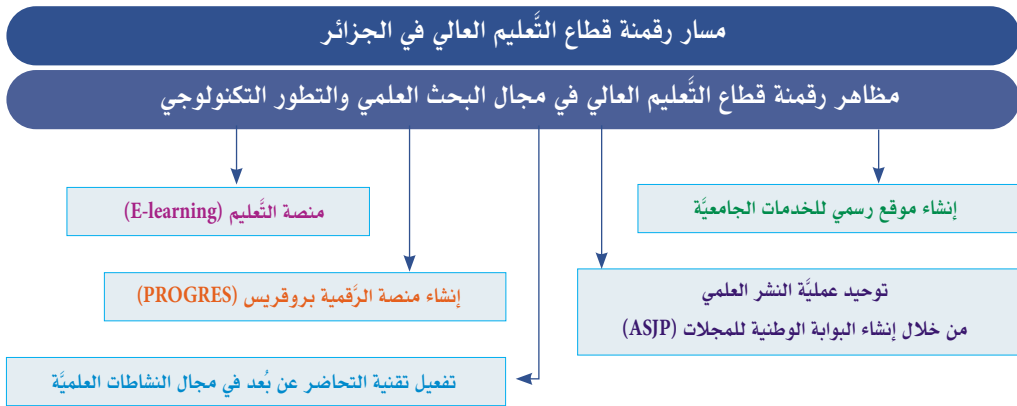 مسار رقمنة قطاع التَّعليم العالي في الجزائر
مظاهر رقمنة قطاع التَّعليم العالي في مجال البحث العلمي والتطور التكنولوجي
إنشاء موقع رسمي للخدمات الجامعيَّة
منصة التَّعليم (E-learning)
توحيد عمليَّة النشر العلمي
من خلال إنشاء البوابة الوطنية للمجلات (ASJP)
إنشاء منصة الرَّقمية بروقريس (PROGRES)
تفعيل تقنية التحاضر عن بُعد في مجال النشاطات العلميَّة